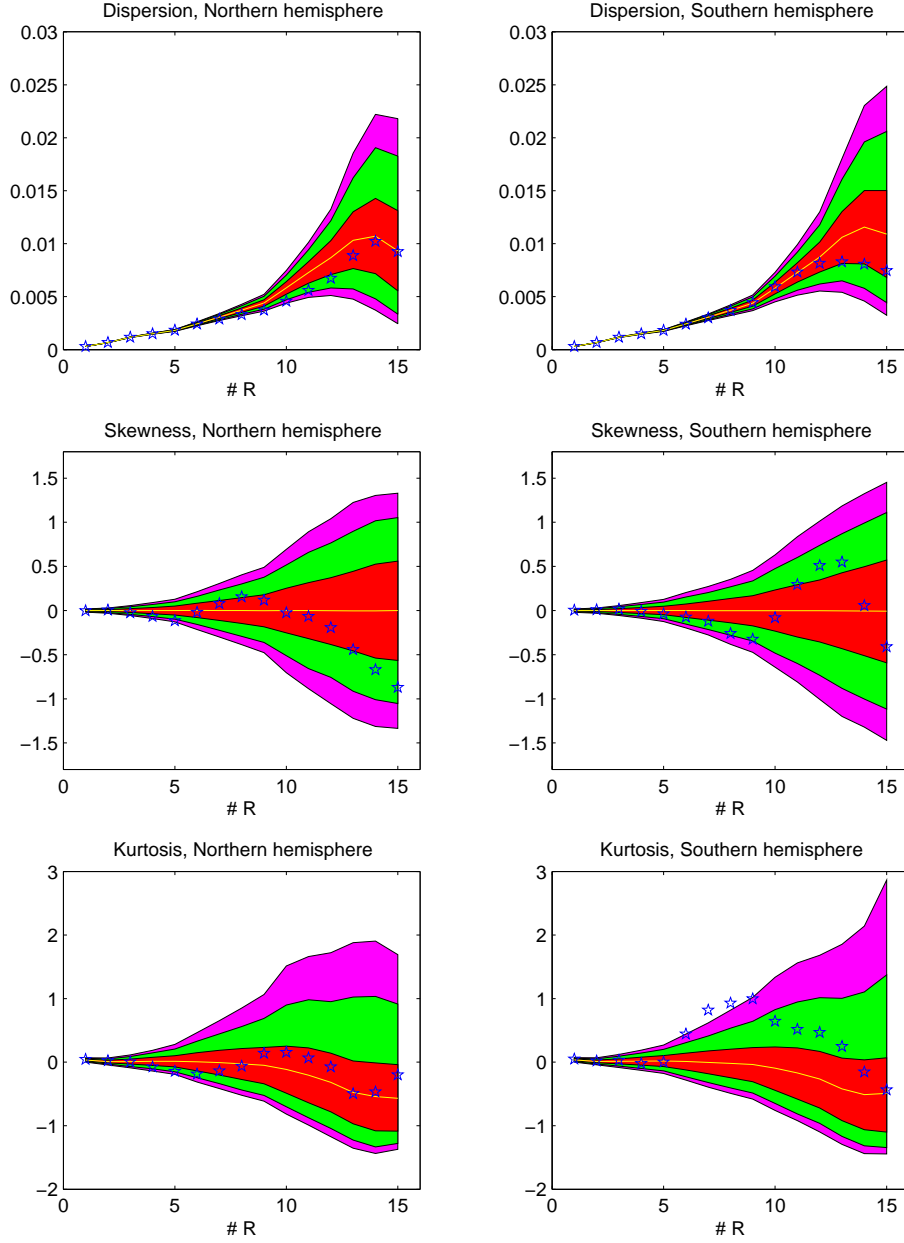 Dispersion, Northern hemisphere
0.03
0.025
0.02
0.015
0.01
0.005
0
0 5 10 15
# R
Dispersion, Southern hemisphere
0.03
0.025
0.02
0.015
0.01
0.005
0
0 5 10 15
# R
Skewness, Northern hemisphere
1.5
1
0.5
0
−0.5
−1
−1.5
0 5 10 15
# R
Skewness, Southern hemisphere
1.5
1
0.5
0
−0.5
−1
−1.5
0 5 10 15
# R
Kurtosis, Northern hemisphere
3
2
1
0
−1
−2
0 5 10 15
# R
Kurtosis, Southern hemisphere
3
2
1
0
−1
−2
0 5 10 15
# R